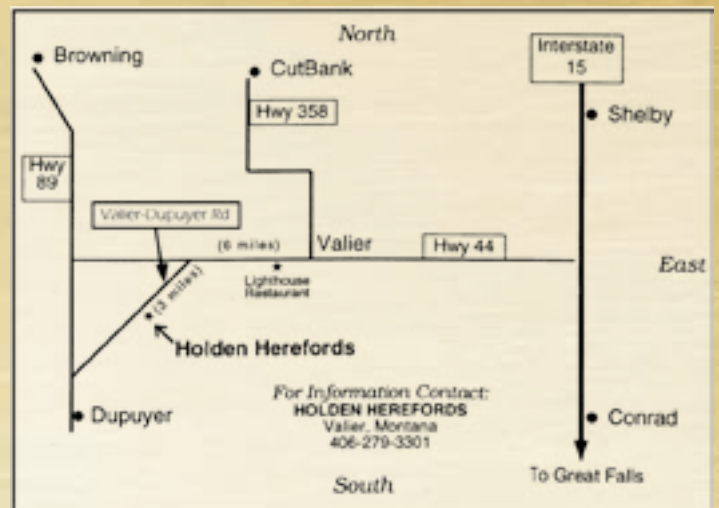 North
Browning
CutBank
Interstate
15
Hwy 358
Shelby
Hwy
89
Valier-Dupuyer Rd
(6 miles)
Valier
Hwy 44
East
Lighthouse
Restaurant
(3 miles)
Holden Herefords
For Information Contact:
HOLDEN HEREFORDS
Valier, Montana
406-279-3301
Dupuyer
Conrad
To Great Falls
South